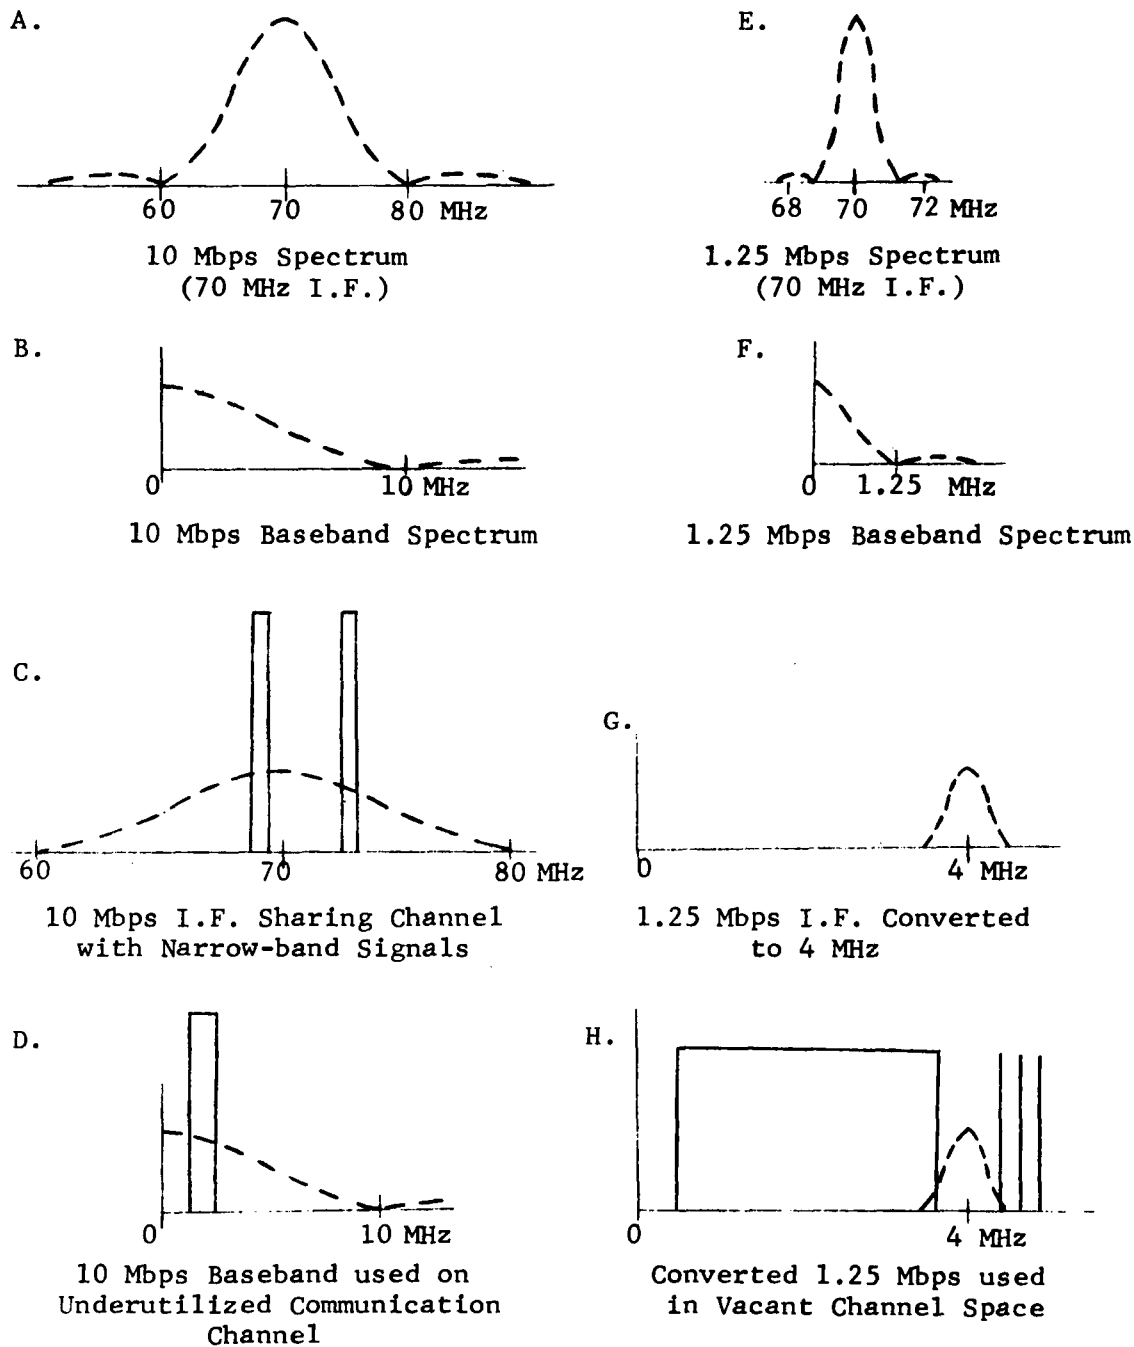 A.
60 70 80 MHz
10 Mbps Spectrum
(70 MHz I.F.)
E.
68 70 72 MHz
1.25 Mbps Spectrum
(70 MHz I.F.)
B.
0 10 MHz
10 Mbps Baseband Spectrum
F.
0 1.25 MHz
1.25 Mbps Baseband Spectrum
C.
60 70 80 MHz
10 Mbps I.F. Sharing Channel
with Narrow-band Signals
G.
0 4 MHz
1.25 Mbps I.F. Converted
to 4 MHz
D.
0 10 MHz
10 Mbps Baseband used on
Underutilized Communication
Channel
H.
0 4 MHz
Converted 1.25 Mbps used
in Vacant Channel Space